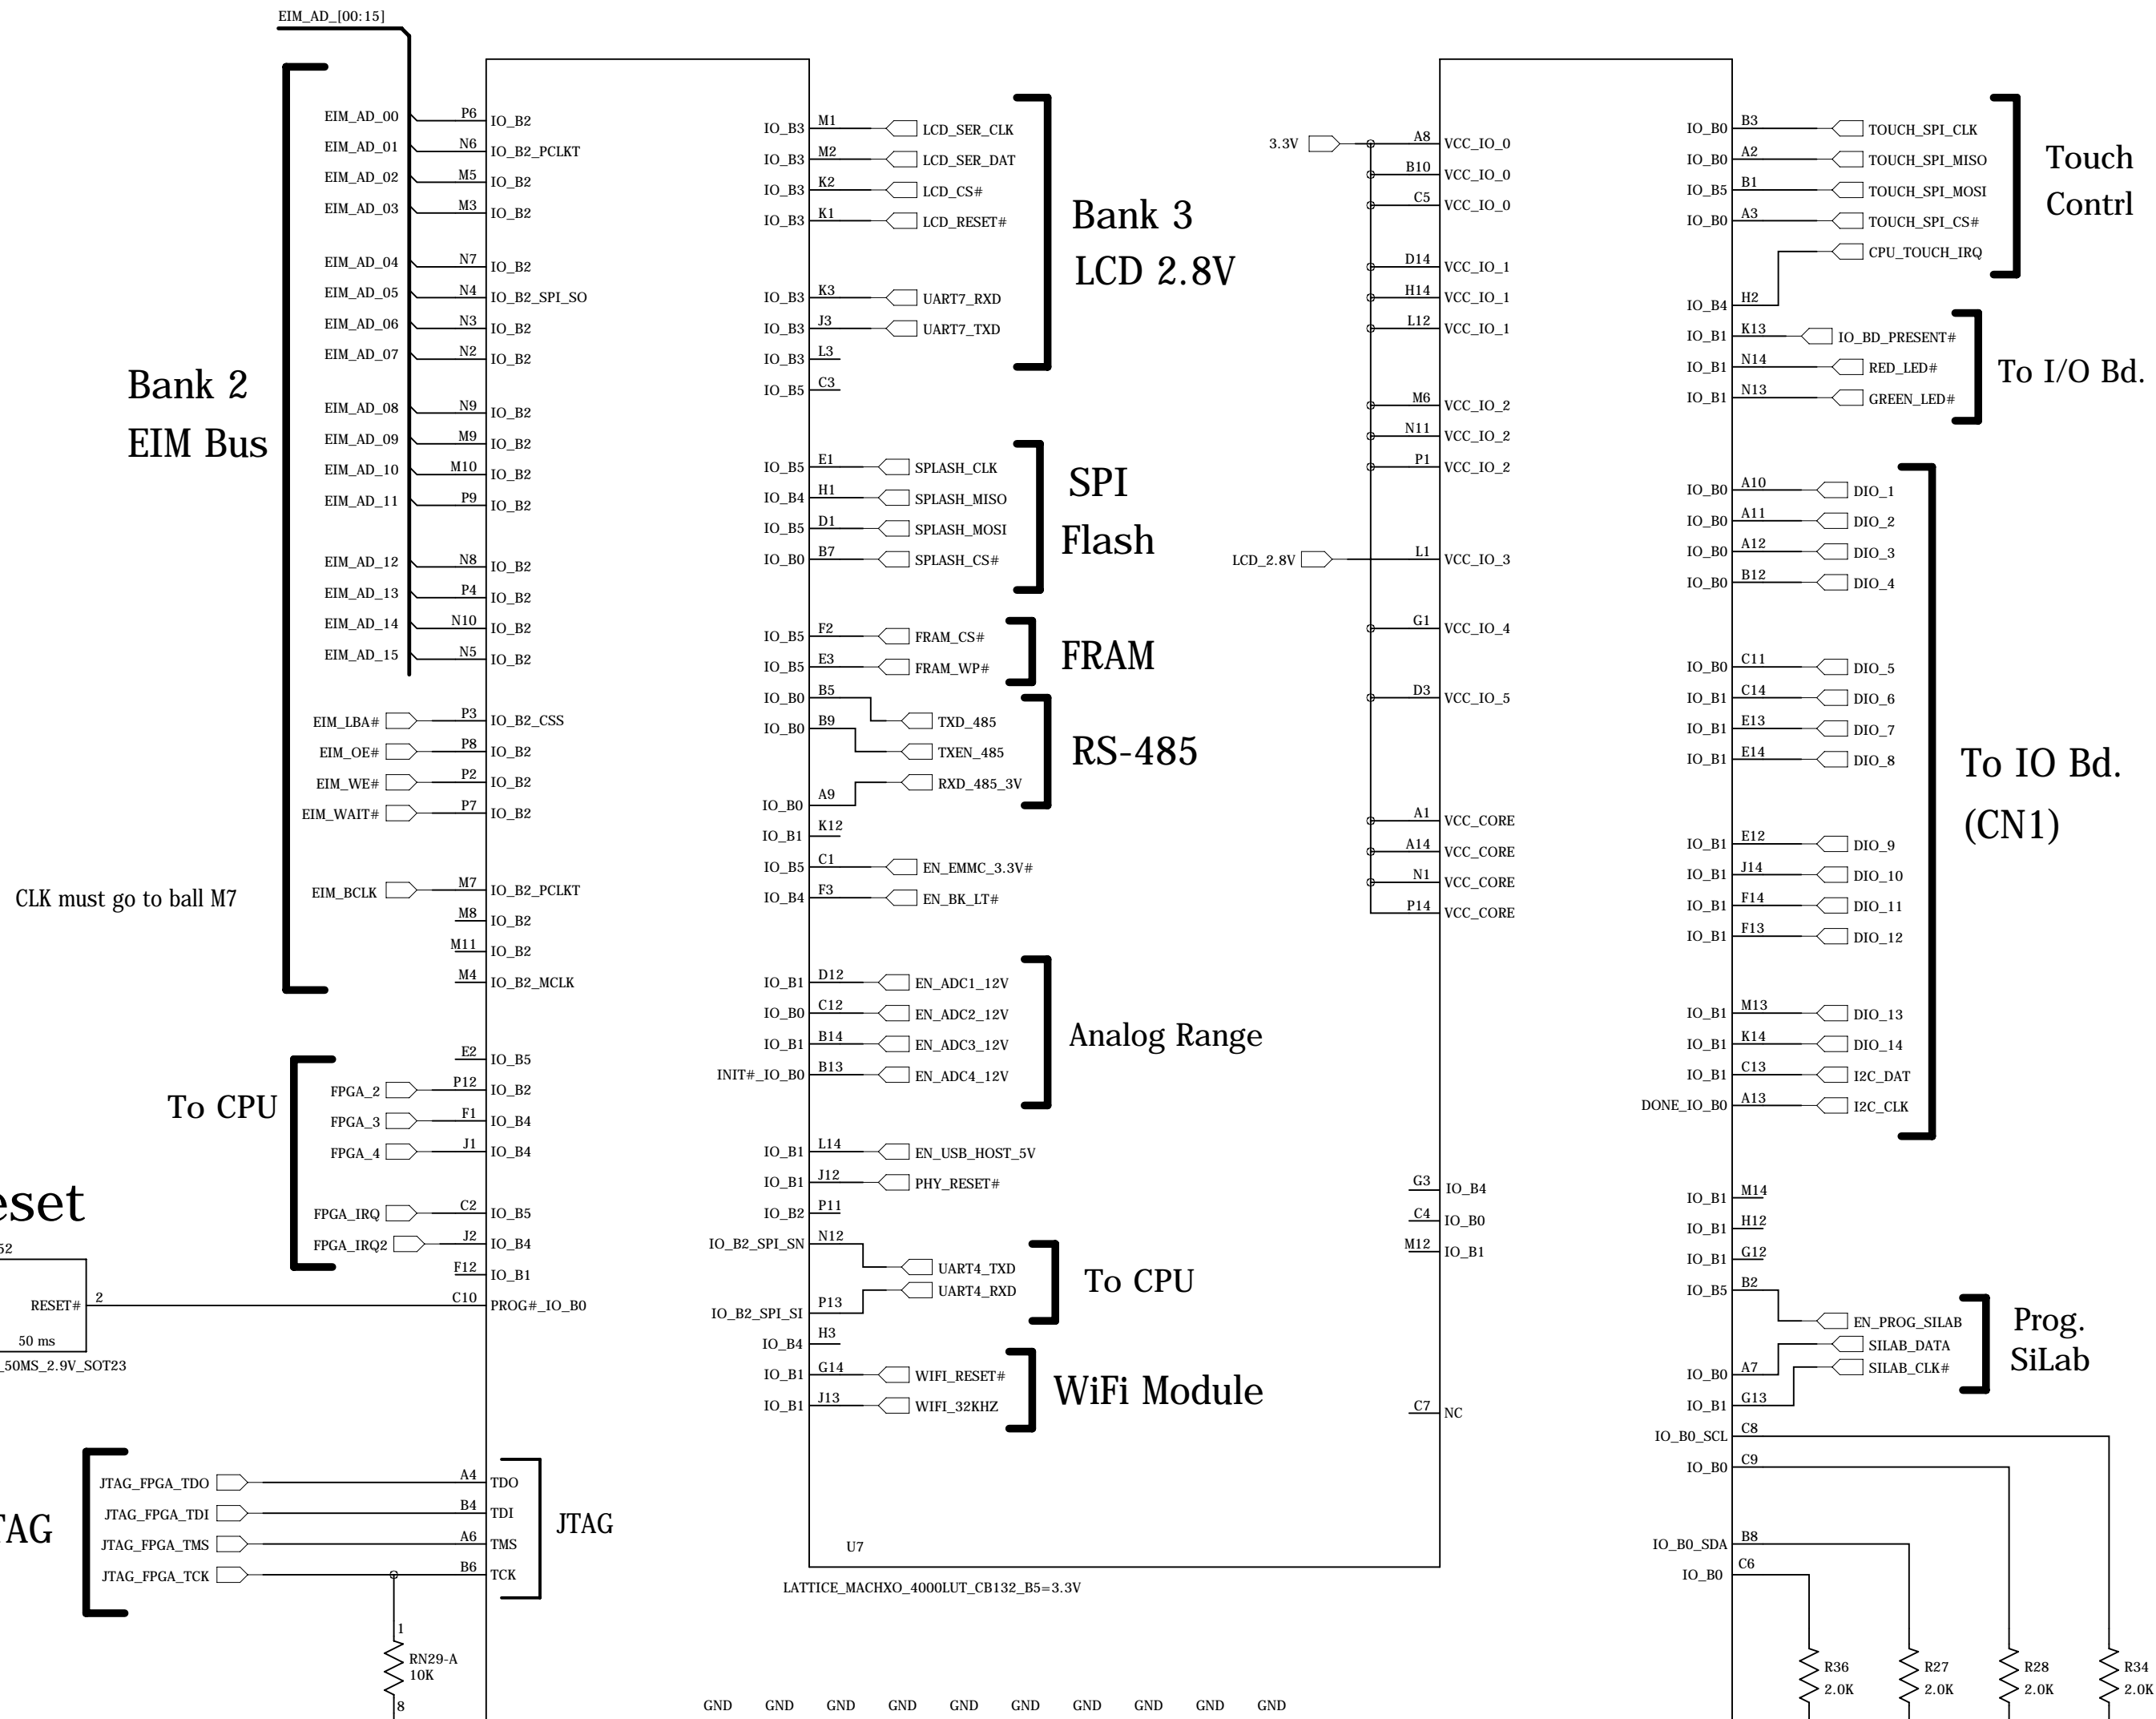 EIM_AD_[00:15]
Bank 2
EIM Bus
EIM_AD_00 P6 IO_B2
EIM_AD_01 N6 IO_B2_PCLKT
EIM_AD_02 M5 IO_B2
EIM_AD_03 M3 IO_B2
EIM_AD_04 N7 IO_B2
EIM_AD_05 N4 IO_B2_SPI_SO
EIM_AD_06 N3 IO_B2
EIM_AD_07 N2 IO_B2
EIM_AD_08 N9 IO_B2
EIM_AD_09 M9 IO_B2
EIM_AD_10 M10 IO_B2
EIM_AD_11 P9 IO_B2
EIM_AD_12 N8 IO_B2
EIM_AD_13 P4 IO_B2
EIM_AD_14 N10 IO_B2
EIM_AD_15 N5 IO_B2
EIM_LBA# P3 IO_B2_CSS
EIM_OE# P8 IO_B2
EIM_WE# P2 IO_B2
EIM_WAIT# P7 IO_B2
CLK must go to ball M7
EIM_BCLK M7 IO_B2_PCLKT
M8 IO_B2
M11 IO_B2
M4 IO_B2_MCLK
To CPU
E2 IO_B5
FPGA_2 P12 IO_B2
FPGA_3 F1 IO_B4
FPGA_4 J1 IO_B4
FPGA_IRQ C2 IO_B5
FPGA_IRQ2 J2 IO_B4
F12 IO_B1
eset
52
RESET# 2 C10 PROG#_IO_B0
50 ms
_50MS_2.9V_SOT23
TAG
JTAG_FPGA_TDO A4 TDO
JTAG_FPGA_TDI B4 TDI
JTAG_FPGA_TMS A6 TMS
JTAG_FPGA_TCK B6 TCK
JTAG
1
RN29-A
10K
8
IO_B3 M1 LCD_SER_CLK
IO_B3 M2 LCD_SER_DAT
IO_B3 K2 LCD_CS#
IO_B3 K1 LCD_RESET#
IO_B3 K3 UART7_RXD
IO_B3 J3 UART7_TXD
IO_B3 L3
IO_B5 C3
Bank 3
LCD 2.8V
IO_B5 E1 SPLASH_CLK
IO_B4 H1 SPLASH_MISO
IO_B5 D1 SPLASH_MOSI
IO_B0 B7 SPLASH_CS#
SPI
Flash
IO_B5 F2 FRAM_CS#
IO_B5 E3 FRAM_WP#
FRAM
IO_B0 B5 TXD_485
IO_B0 B9 TXEN_485
IO_B0 A9 RXD_485_3V
RS-485
IO_B1 K12
IO_B5 C1 EN_EMMC_3.3V#
IO_B4 F3 EN_BK_LT#
IO_B1 D12 EN_ADC1_12V
IO_B0 C12 EN_ADC2_12V
IO_B1 B14 EN_ADC3_12V
INIT#_IO_B0 B13 EN_ADC4_12V
Analog Range
IO_B1 L14 EN_USB_HOST_5V
IO_B1 J12 PHY_RESET#
IO_B2 P11
IO_B2_SPI_SN N12 UART4_TXD
IO_B2_SPI_SI P13 UART4_RXD
To CPU
IO_B4 H3
IO_B1 G14 WIFI_RESET#
IO_B1 J13 WIFI_32KHZ
WiFi Module
U7
LATTICE_MACHXO_4000LUT_CB132_B5=3.3V
GND GND GND GND GND GND GND GND GND GND
3.3V A8 VCC_IO_0
B10 VCC_IO_0
C5 VCC_IO_0
D14 VCC_IO_1
H14 VCC_IO_1
L12 VCC_IO_1
M6 VCC_IO_2
N11 VCC_IO_2
P1 VCC_IO_2
LCD_2.8V L1 VCC_IO_3
G1 VCC_IO_4
D3 VCC_IO_5
A1 VCC_CORE
A14 VCC_CORE
N1 VCC_CORE
P14 VCC_CORE
G3 IO_B4
C4 IO_B0
M12 IO_B1
C7 NC
IO_B0 B3 TOUCH_SPI_CLK
IO_B0 A2 TOUCH_SPI_MISO
IO_B5 B1 TOUCH_SPI_MOSI
IO_B0 A3 TOUCH_SPI_CS#
IO_B4 H2 CPU_TOUCH_IRQ
Touch
Contrl
IO_B1 K13 IO_BD_PRESENT#
IO_B1 N14 RED_LED#
IO_B1 N13 GREEN_LED#
To I/O Bd.
IO_B0 A10 DIO_1
IO_B0 A11 DIO_2
IO_B0 A12 DIO_3
IO_B0 B12 DIO_4
IO_B0 C11 DIO_5
IO_B1 C14 DIO_6
IO_B1 E13 DIO_7
IO_B1 E14 DIO_8
IO_B1 E12 DIO_9
IO_B1 J14 DIO_10
IO_B1 F14 DIO_11
IO_B1 F13 DIO_12
IO_B1 M13 DIO_13
IO_B1 K14 DIO_14
IO_B1 C13 I2C_DAT
DONE_IO_B0 A13 I2C_CLK
To IO Bd.
(CN1)
IO_B1 M14
IO_B1 H12
IO_B1 G12
IO_B5 B2 EN_PROG_SILAB
IO_B0 A7 SILAB_DATA
IO_B1 G13 SILAB_CLK#
Prog.
SiLab
IO_B0_SCL C8
IO_B0 C9
IO_B0_SDA B8
IO_B0 C6
R36 R27 R28 R34
2.0K 2.0K 2.0K 2.0K